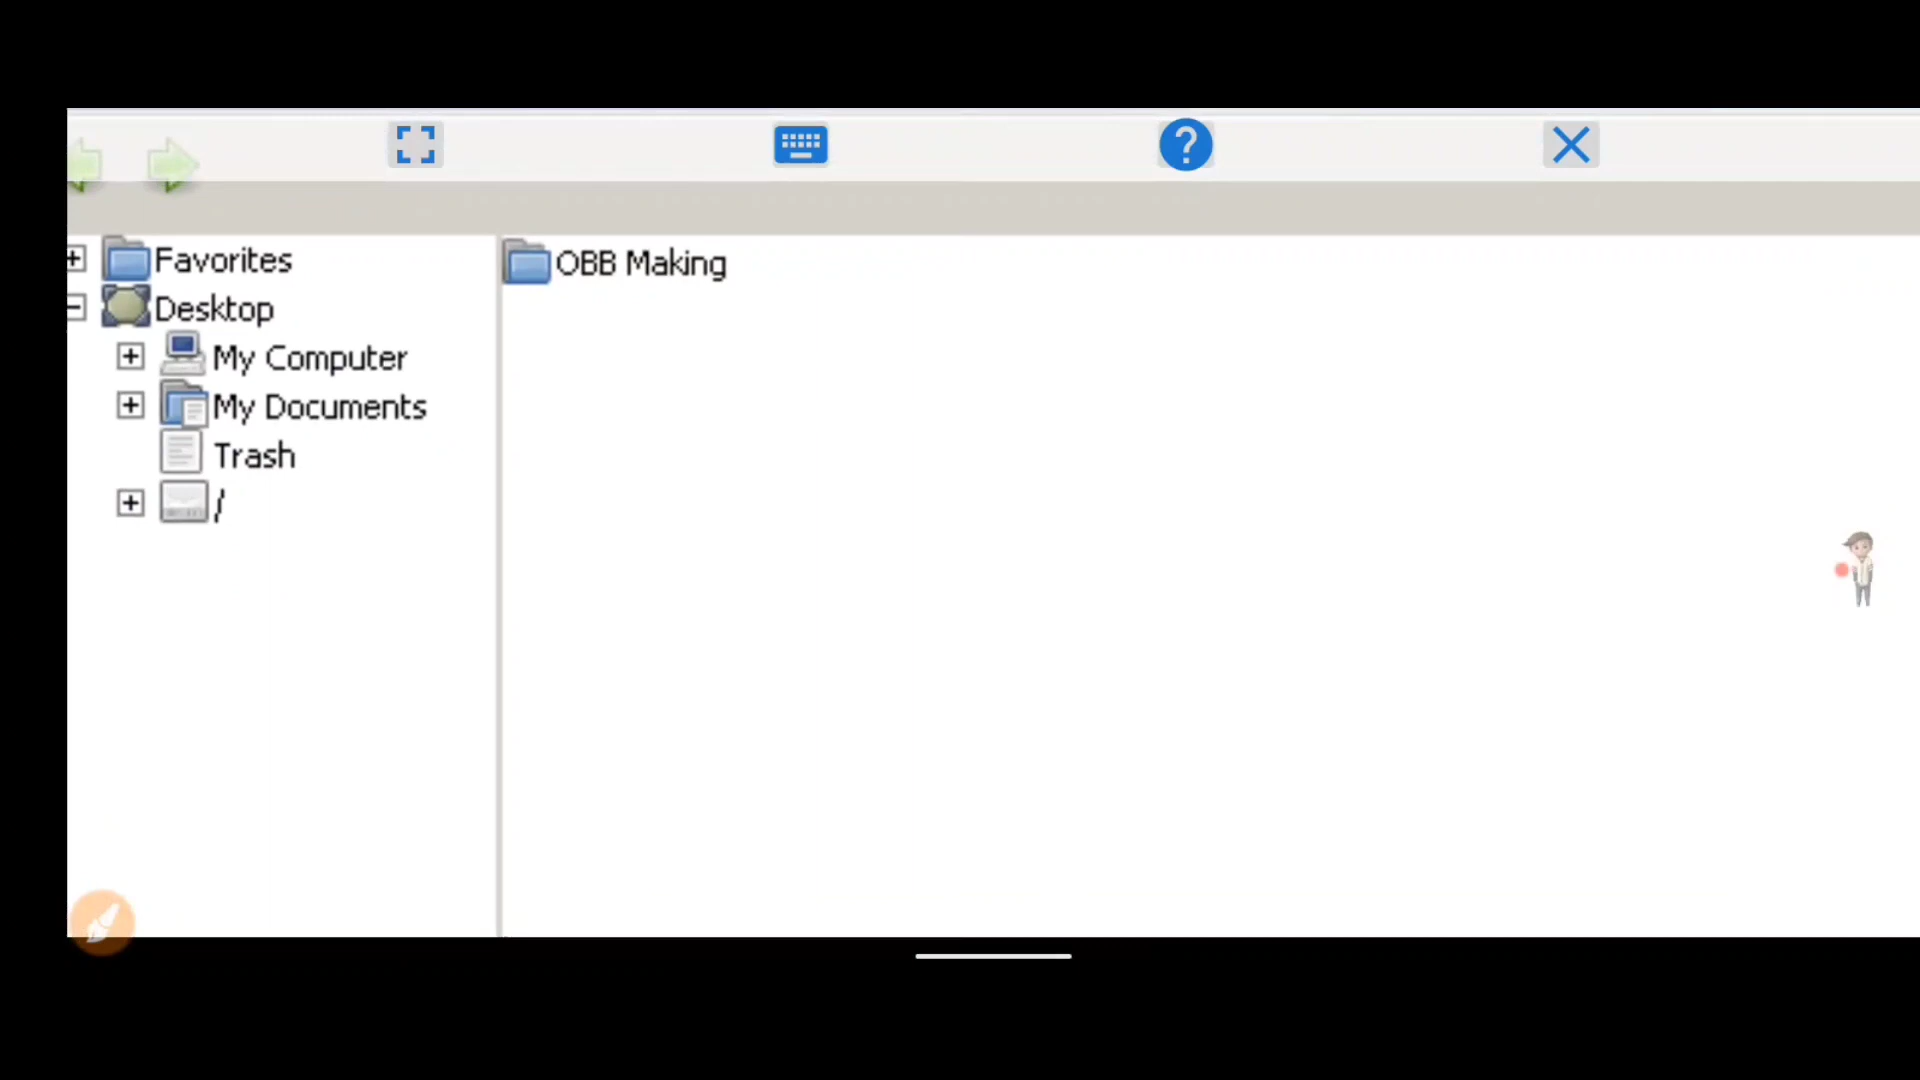 Favorites
OBB Making
Desktop
My Computer
My Documents
Trash
/